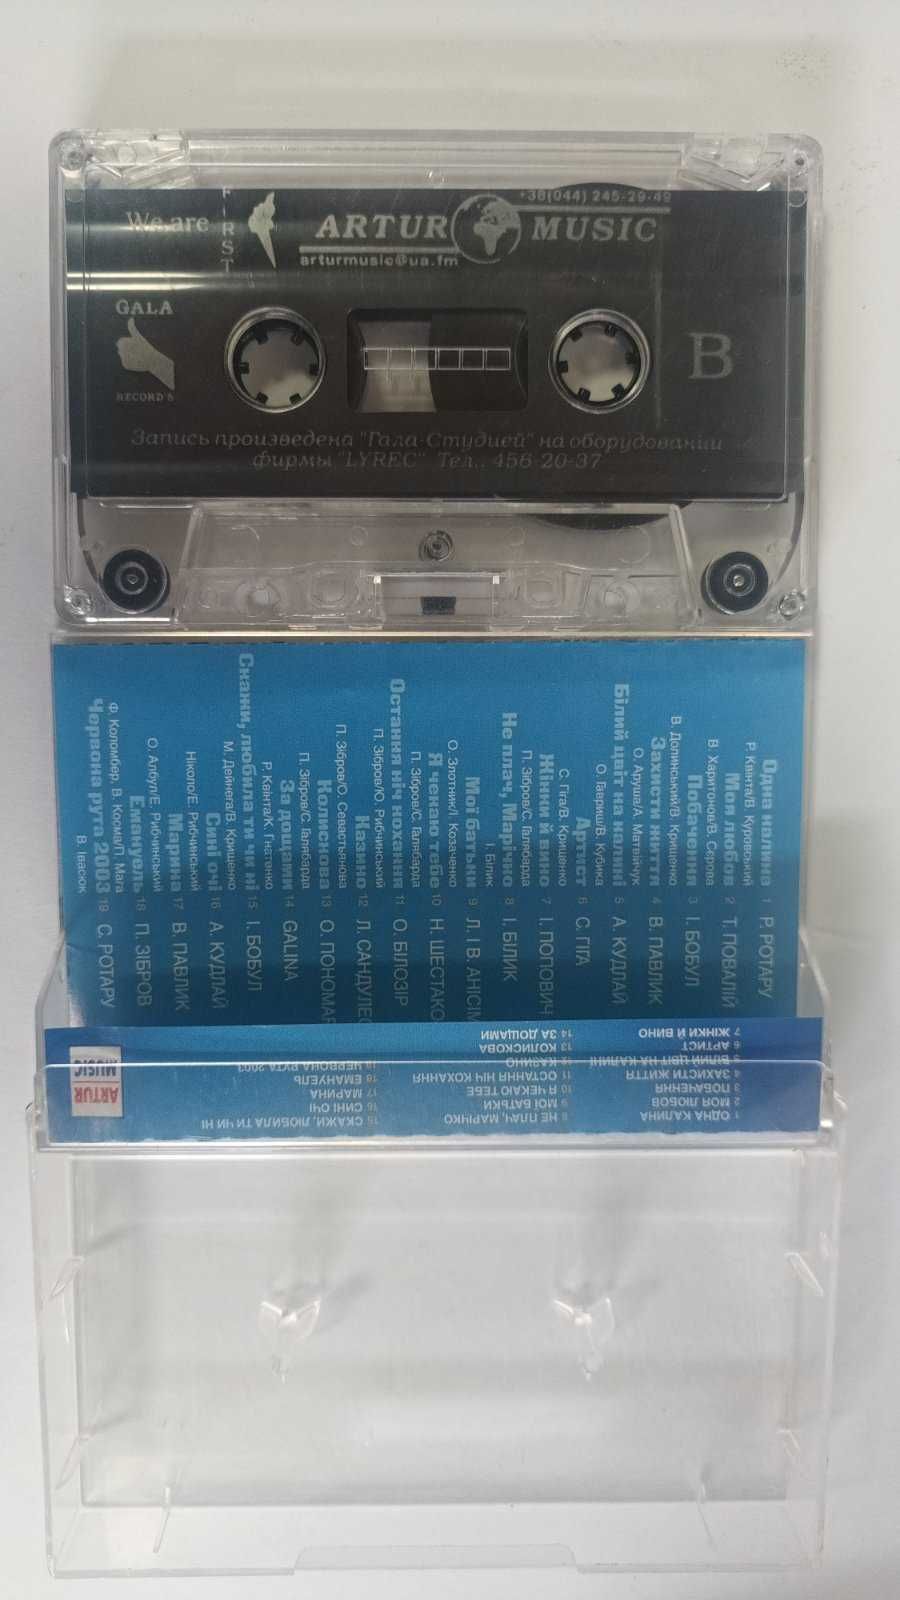 +38(044) 245-29-49
We are FIRST
ARTUR MUSIC
arturmusic@ua.fm
GALA
RECORD'S
B
Запись произведена "Гала-Студией" на оборудовании
фирмы "LYREC" Тел.. 456-20-37
Одна калина 1 Р. РОТАРУ
Р. Квінта/В. Куровський
Моя любов 2 Т. ПОВАЛІЙ
В. Харитонов/В. Сєрова
Побачення 3 І. БОБУЛ
В. Долинський/В. Крищенко
Захисти життя 4 В. ПАВЛИК
О. Аруша/А. Матвійчук
Білий цвіт на калині 5 А. КУДЛАЙ
О. Гавриш/В. Кубика
Артист 6 С. ГІГА
С. Гіга/В. Крищенко
Жінки й вино 7 І. ПОПОВИЧ
П. Зібров/С. Галябарда
Не плач, Марічко 8 І. БІЛИК
І. Білик
Мої батьки 9 Л. І В. АНІСІМ
О. Злотник/І. Козаченко
Я чекаю тебе 10 Н. ШЕСТАКО
П. Зібров/С. Галябарда
Остання ніч кохання 11 О. БІЛОЗІР
П. Зібров/Ю. Рибчинський
Казино 12 Л. САНДУЛЕС
П. Зібров/О. Севастьянова
Колискова 13 О. ПОНОМАР
П. Зібров/С. Галябарда
За дощами 14 GALINA
Р. Квінта/К. Гнатенко
Скажи, любила ти чи ні 15 І. БОБУЛ
М. Дейнега/В. Крищенко
Сині очі 16 А. КУДЛАЙ
Ніколо/Ю. Рибчинський
Марина 17 В. ПАВЛИК
О. Албул/Е. Рибчинський
Емануель 18 П. ЗІБРОВ
Ф. Коломбер, В. Косма/П. Мага
Червона рута 2003 19 С. РОТАРУ
В. Івасюк
1 ОДНА КАЛИНА
2 МОЯ ЛЮБОВ
3 ПОБАЧЕННЯ
4 ЗАХИСТИ ЖИТТЯ
5 БІЛИЙ ЦВІТ НА КАЛИНІ
6 АРТИСТ
7 ЖІНКИ Й ВИНО
8 НЕ ПЛАЧ, МАРІЧКО
9 МОЇ БАТЬКИ
10 Я ЧЕКАЮ ТЕБЕ
11 ОСТАННЯ НІЧ КОХАННЯ
12 КАЗИНО
13 КОЛИСКОВА
14 ЗА ДОЩАМИ
15 СКАЖИ, ЛЮБИЛА ТИ ЧИ НІ
16 СИНІ ОЧІ
17 МАРИНА
18 ЕМАНУЕЛЬ
19 ЧЕРВОНА РУТА 2003
ARTUR
MUSIC